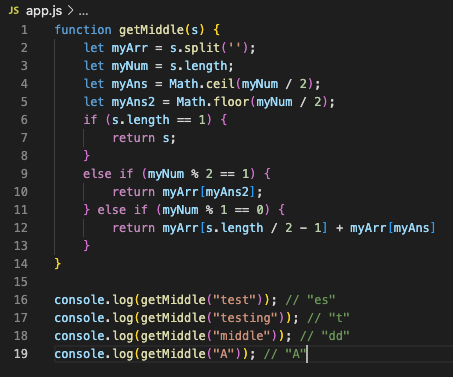 JS app.js > ...
1 function getMiddle(s) {
2     let myArr = s.split('');
3     let myNum = s.length;
4     let myAns = Math.ceil(myNum / 2);
5     let myAns2 = Math.floor(myNum / 2);
6     if (s.length == 1) {
7         return s;
8     }
9     else if (myNum % 2 == 1) {
10         return myArr[myAns2];
11     } else if (myNum % 1 == 0) {
12         return myArr[s.length / 2 - 1] + myArr[myAns]
13     }
14 }
15
16 console.log(getMiddle("test")); // "es"
17 console.log(getMiddle("testing")); // "t"
18 console.log(getMiddle("middle")); // "dd"
19 console.log(getMiddle("A")); // "A"